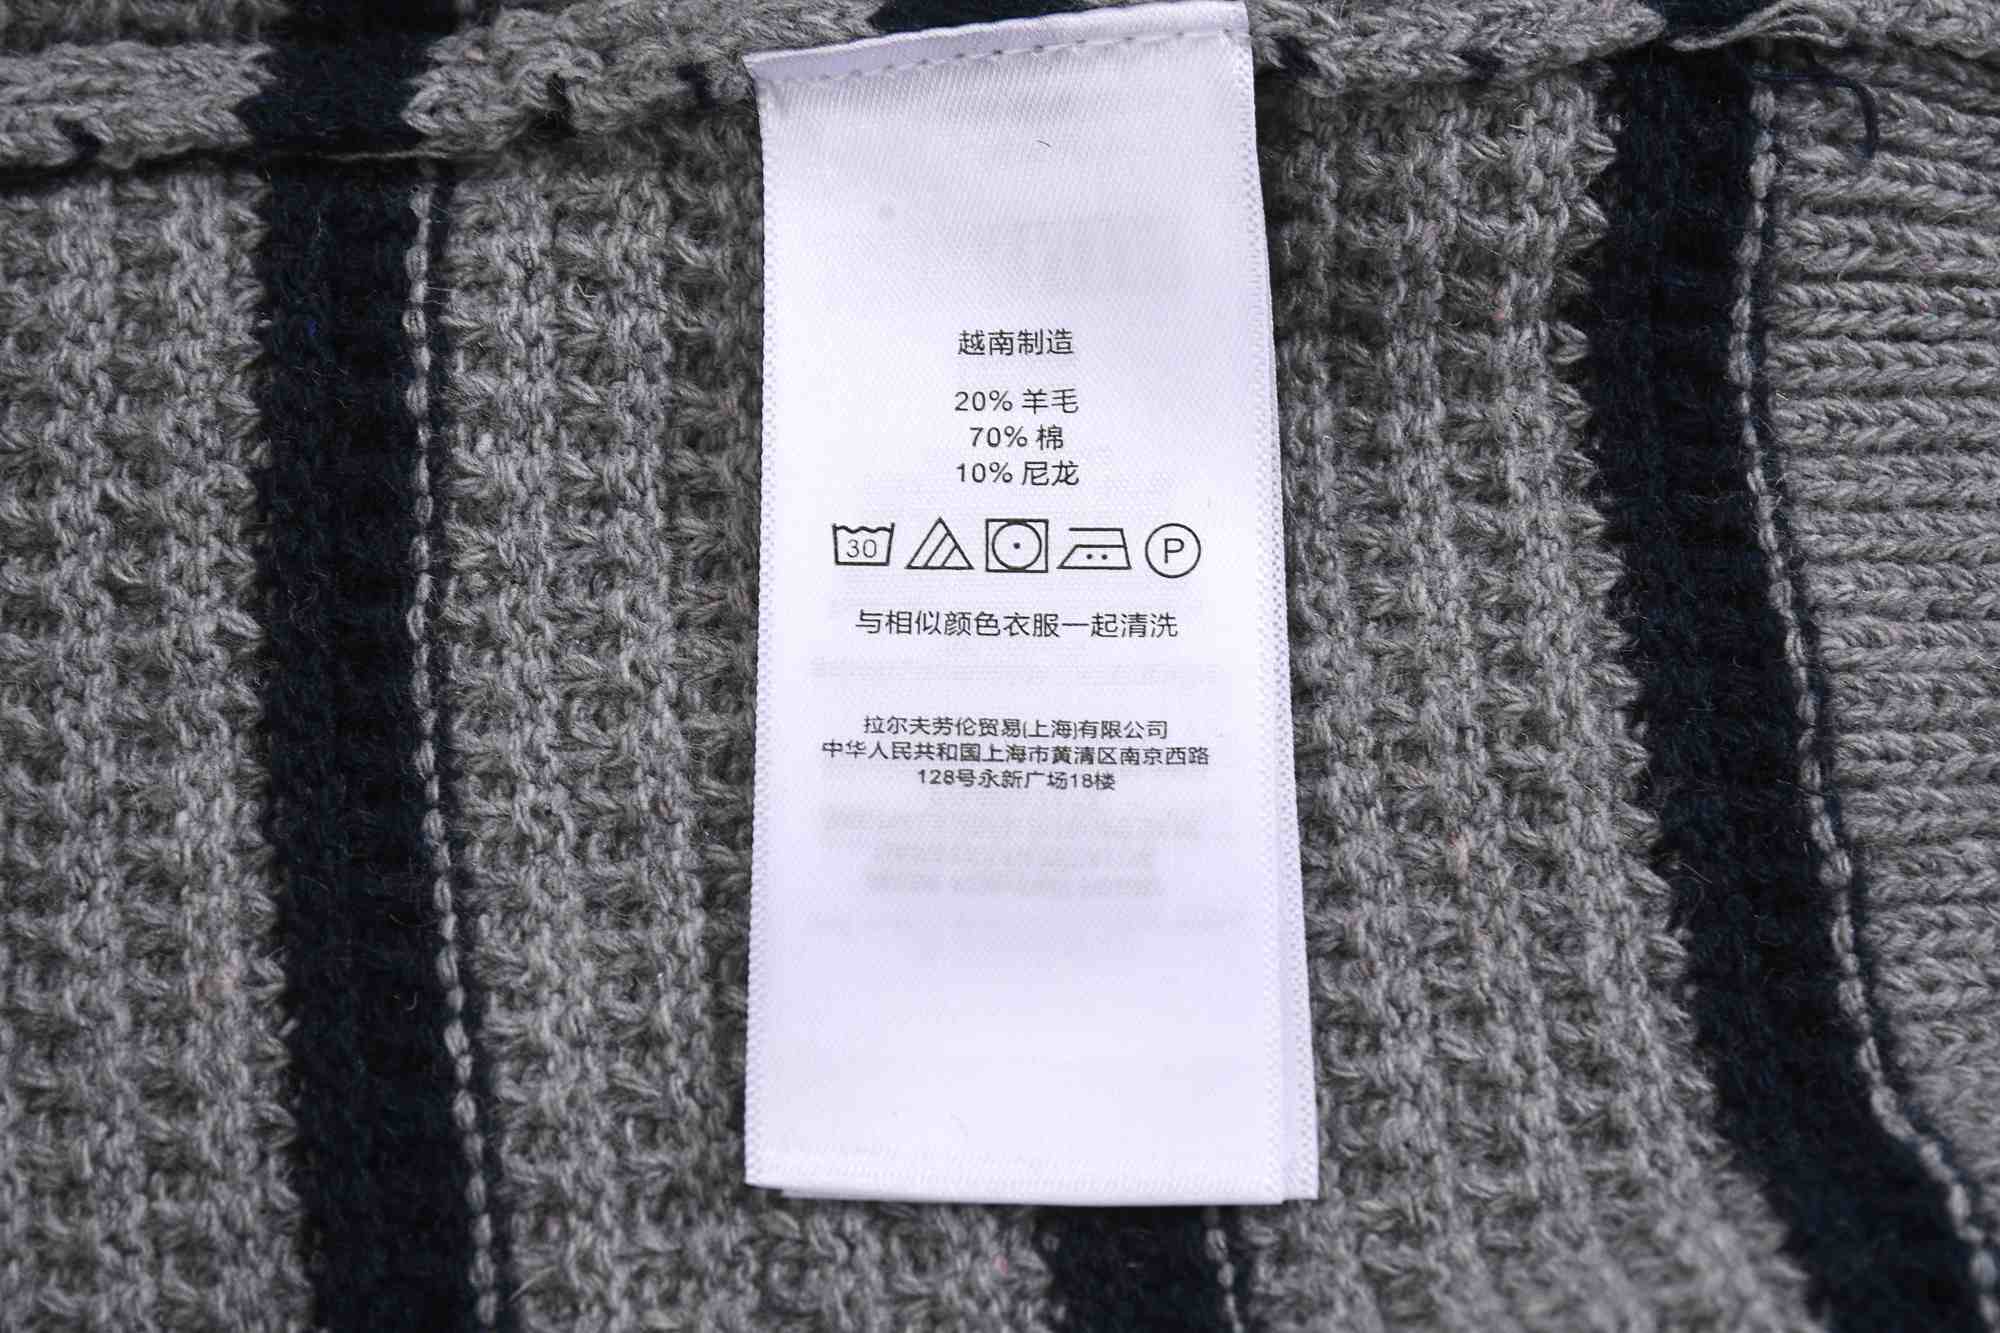 越南制造
20% 羊毛
70% 棉
10% 尼龙
30 P
与相似颜色衣服一起清洗
拉尔夫劳伦贸易(上海)有限公司
中华人民共和国上海市黄清区南京西路
128号永新广场18楼